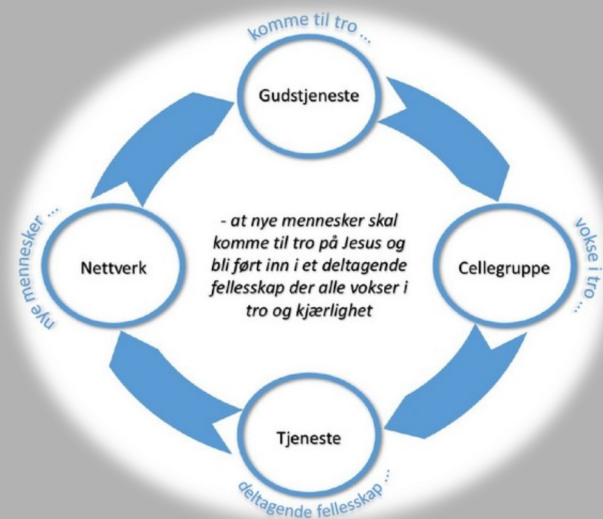 komme til tro ...
Gudstjeneste
nye mennesker ...
Nettverk
- at nye mennesker skal
komme til tro på Jesus og
bli ført inn i et deltagende
fellesskap der alle vokser i
tro og kjærlighet
Cellegruppe
vokse i tro...
Tjeneste
deltagende fellesskap ...